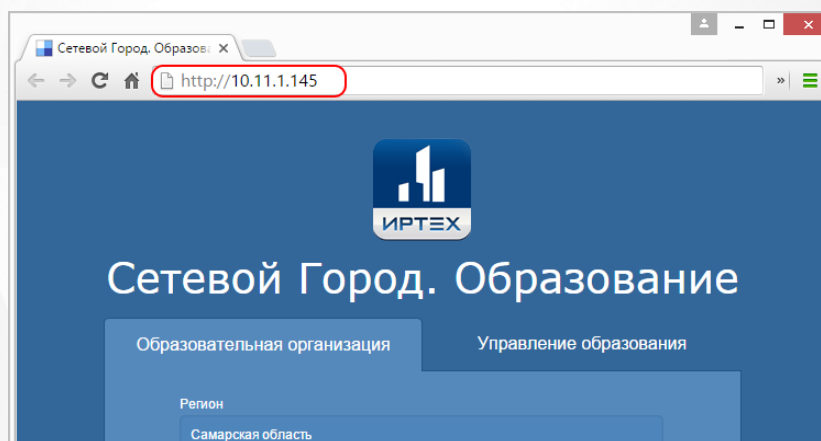 Сетевой Город. Образова
http://10.11.1.145
»
ИРТЕХ
Сетевой Город. Образование
Образовательная организация
Управление образования
Регион
Самарская область